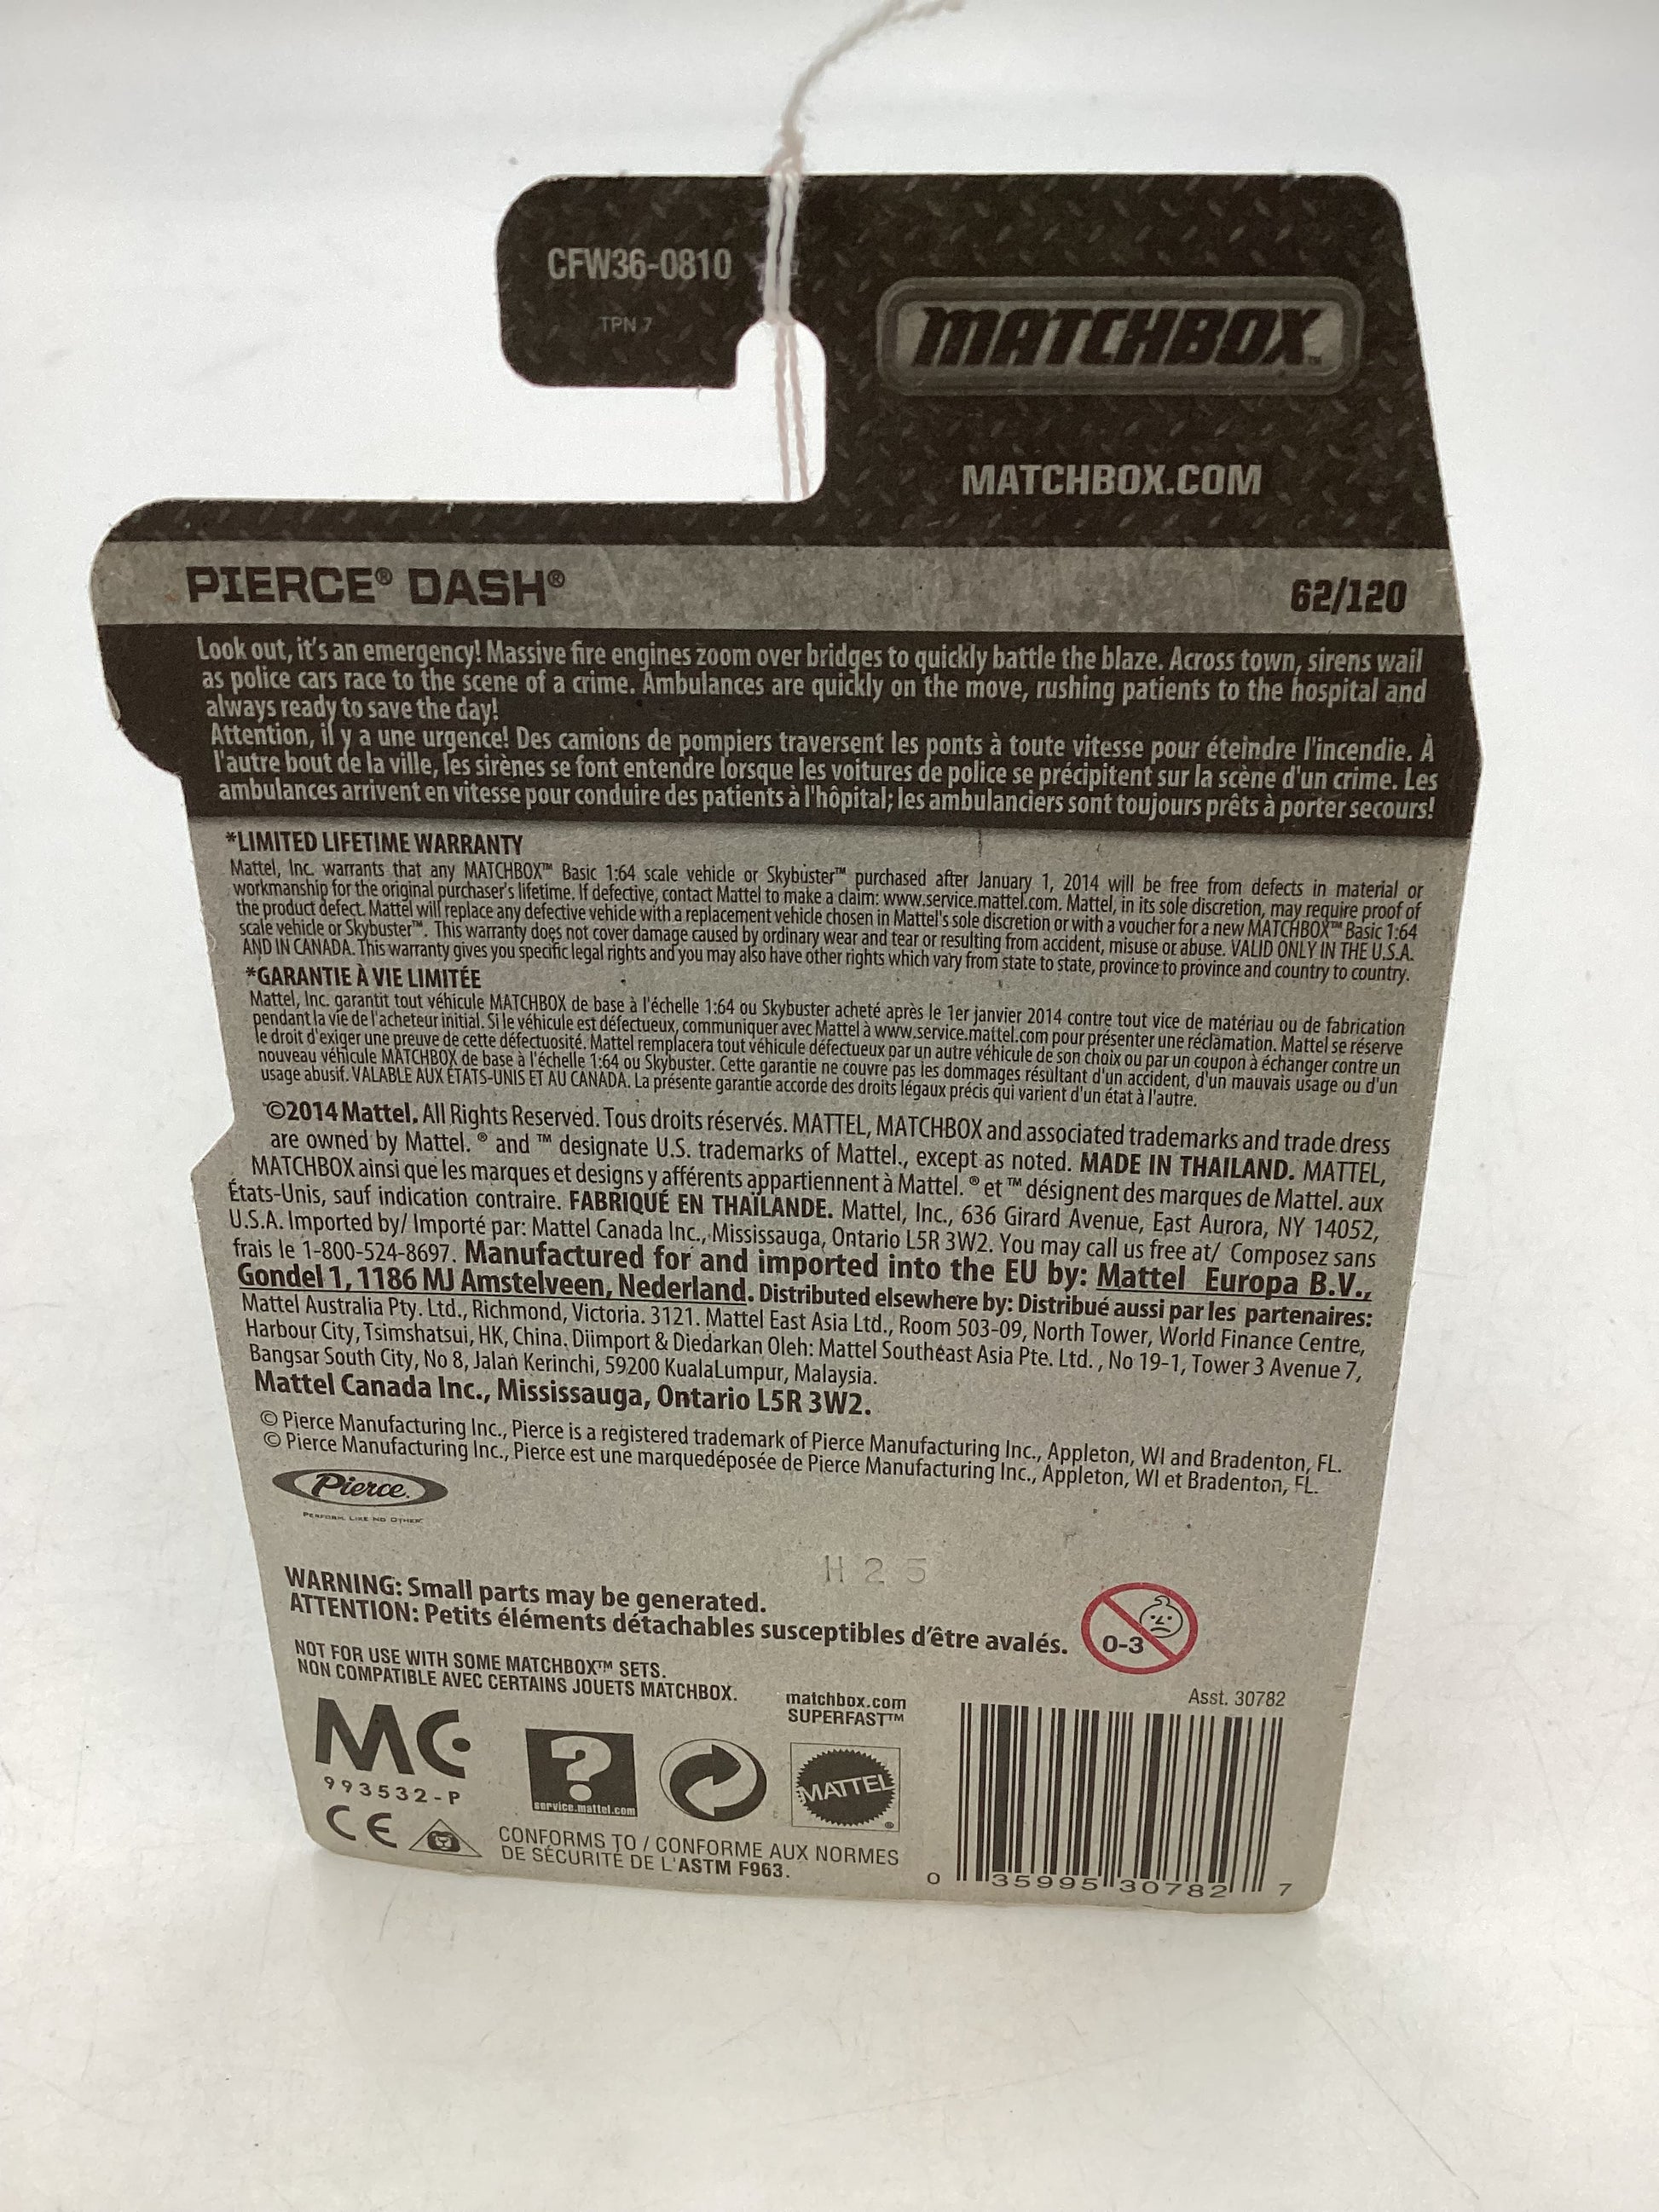 CFW36-0810
TPN 7
MATCHBOX™
MATCHBOX.COM
PIERCE® DASH®
62/120
Look out, it's an emergency! Massive fire engines zoom over bridges to quickly battle the blaze. Across town, sirens wail
as police cars race to the scene of a crime. Ambulances are quickly on the move, rushing patients to the hospital and
always ready to save the day!
Attention, il y a une urgence! Des camions de pompiers traversent les ponts à toute vitesse pour éteindre l'incendie. À
l'autre bout de la ville, les sirènes se font entendre lorsque les voitures de police se précipitent sur la scène d'un crime. Les
ambulances arrivent en vitesse pour conduire des patients à l'hôpital; les ambulanciers sont toujours prêts à porter secours!
*LIMITED LIFETIME WARRANTY
Mattel, Inc. warrants that any MATCHBOX™ Basic 1:64 scale vehicle or Skybuster™ purchased after January 1, 2014 will be free from defects in material or
workmanship for the original purchaser's lifetime. If defective, contact Mattel to make a claim: www.service.mattel.com. Mattel, in its sole discretion, may require proof of
the product defect. Mattel will replace any defective vehicle with a replacement vehicle chosen in Mattel's sole discretion or with a voucher for a new MATCHBOX™ Basic 1:64
scale vehicle or Skybuster™. This warranty does not cover damage caused by ordinary wear and tear or resulting from accident, misuse or abuse. VALID ONLY IN THE U.S.A.
AND IN CANADA. This warranty gives you specific legal rights and you may also have other rights which vary from state to state, province to province and country to country.
*GARANTIE À VIE LIMITÉE
Mattel, Inc. garantit tout véhicule MATCHBOX de base à l'échelle 1:64 ou Skybuster acheté après le 1er janvier 2014 contre tout vice de matériau ou de fabrication
pendant la vie de l'acheteur initial. Si le véhicule est défectueux, communiquer avec Mattel à www.service.mattel.com pour présenter une réclamation. Mattel se réserve
le droit d'exiger une preuve de cette défectuosité. Mattel remplacera tout véhicule défectueux par un autre véhicule de son choix ou par un coupon à échanger contre un
nouveau véhicule MATCHBOX de base à l'échelle 1:64 ou Skybuster. Cette garantie ne couvre pas les dommages résultant d'un accident, d'un mauvais usage ou d'un
usage abusif. VALABLE AUX ÉTATS-UNIS ET AU CANADA. La présente garantie accorde des droits légaux précis qui varient d'un état à l'autre.
©2014 Mattel. All Rights Reserved. Tous droits réservés. MATTEL, MATCHBOX and associated trademarks and trade dress
are owned by Mattel. ® and ™ designate U.S. trademarks of Mattel., except as noted. MADE IN THAILAND. MATTEL,
MATCHBOX ainsi que les marques et designs y afférents appartiennent à Mattel. ® et ™ désignent des marques de Mattel. aux
États-Unis, sauf indication contraire. FABRIQUÉ EN THAÏLANDE. Mattel, Inc., 636 Girard Avenue, East Aurora, NY 14052,
U.S.A. Imported by/ Importé par: Mattel Canada Inc., Mississauga, Ontario L5R 3W2. You may call us free at/ Composez sans
frais le 1-800-524-8697. Manufactured for and imported into the EU by: Mattel Europa B.V.,
Gondel 1, 1186 MJ Amstelveen, Nederland. Distributed elsewhere by: Distribué aussi par les partenaires:
Mattel Australia Pty. Ltd., Richmond, Victoria. 3121. Mattel East Asia Ltd., Room 503-09, North Tower, World Finance Centre,
Harbour City, Tsimshatsui, HK, China. Diimport & Diedarkan Oleh: Mattel Southeast Asia Pte. Ltd. , No 19-1, Tower 3 Avenue 7,
Bangsar South City, No 8, Jalan Kerinchi, 59200 KualaLumpur, Malaysia.
Mattel Canada Inc., Mississauga, Ontario L5R 3W2.
© Pierce Manufacturing Inc., Pierce is a registered trademark of Pierce Manufacturing Inc., Appleton, WI and Bradenton, FL.
© Pierce Manufacturing Inc., Pierce est une marquedéposée de Pierce Manufacturing Inc., Appleton, WI et Bradenton, FL.
Pierce
PERFORM. LIKE NO OTHER.
H 2 5
WARNING: Small parts may be generated.
ATTENTION: Petits éléments détachables susceptibles d'être avalés.
0-3
NOT FOR USE WITH SOME MATCHBOX™ SETS.
NON COMPATIBLE AVEC CERTAINS JOUETS MATCHBOX.
matchbox.com
SUPERFAST™
Asst. 30782
MC
993532-P
?
service.mattel.com
MATTEL®
CE
CONFORMS TO / CONFORME AUX NORMES
DE SÉCURITÉ DE L'ASTM F963.
0 35995 30782 7